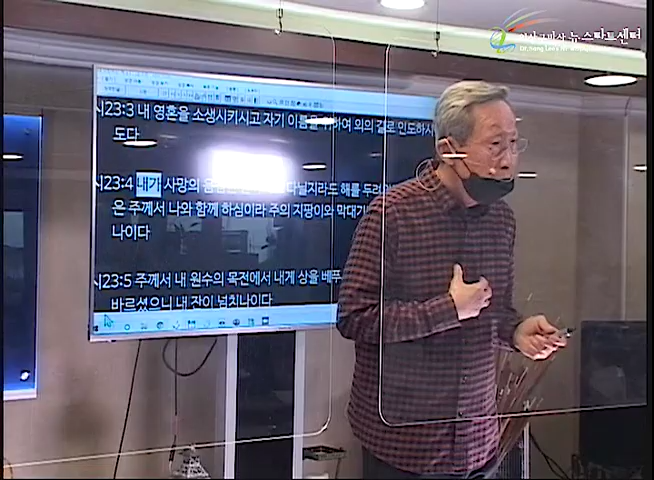 뉴스타트센터
시23:3 내 영혼을 소생시키시고 자기 이름을 위하여 의의 길로 인도하시
도다
시23:4 내가 사망의 다닐지라도 해를 두려
은 주께서 나와 함께 하심이라 주의 지팡이와 막대기
나이다
시23:5 주께서 내 원수의 목전에서 내게 상을 베푸
바르셨으니 내 잔이 넘치나이다